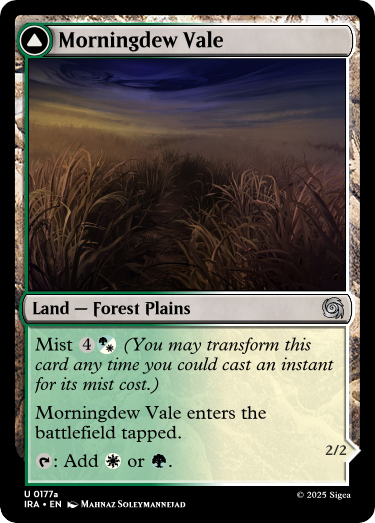 Morningdew Vale
Land — Forest Plains
Mist 4 (You may transform this
card any time you could cast an instant
for its mist cost.)
Morningdew Vale enters the
battlefield tapped.
: Add or .
2/2
U 0177a
IRA • EN Mahnaz Soleymannejad
© 2025 Sigea